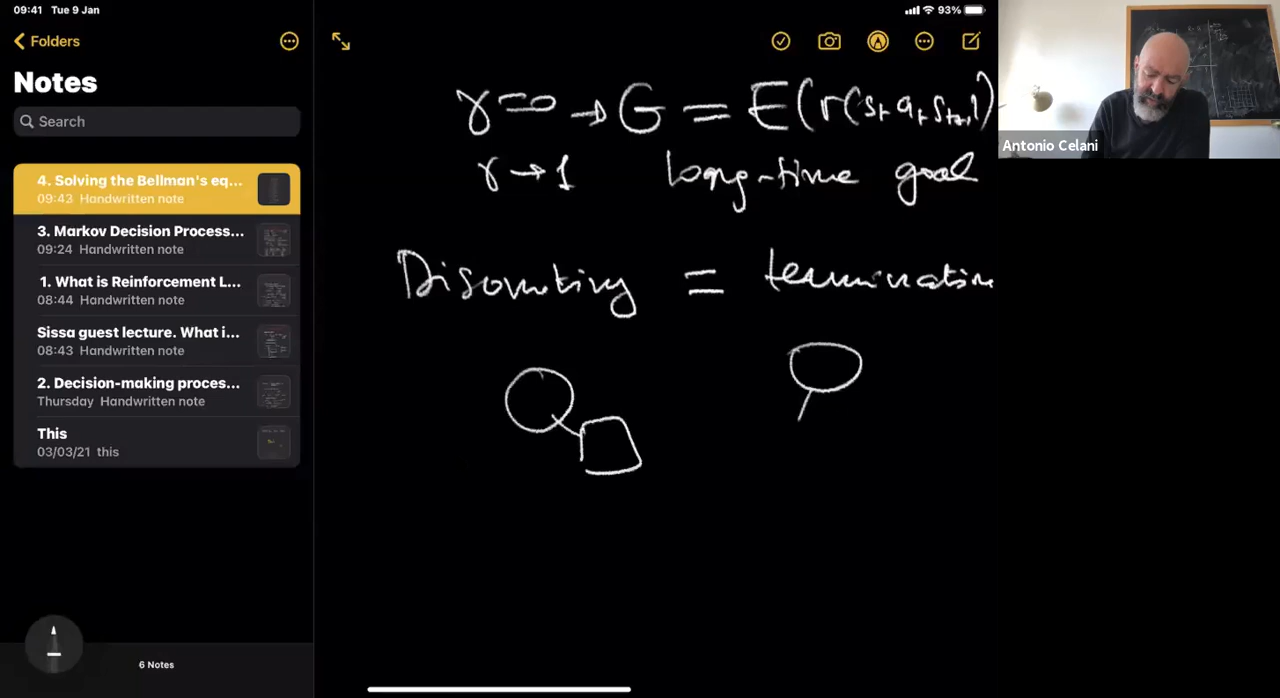 09:41 Tue 9 Jan
93%
Folders
Notes
Search
4. Solving the Bellman's eq...
09:43 Handwritten note
3. Markov Decision Process...
09:24 Handwritten note
1. What is Reinforcement L...
08:44 Handwritten note
Sissa guest lecture. What i...
08:43 Handwritten note
2. Decision-making proces...
Thursday Handwritten note
This
03/03/21 this
6 Notes
γ=0 → G = E(r(st at st+1))
γ → 1 long-time goal
Discounting = termination
Antonio Celani